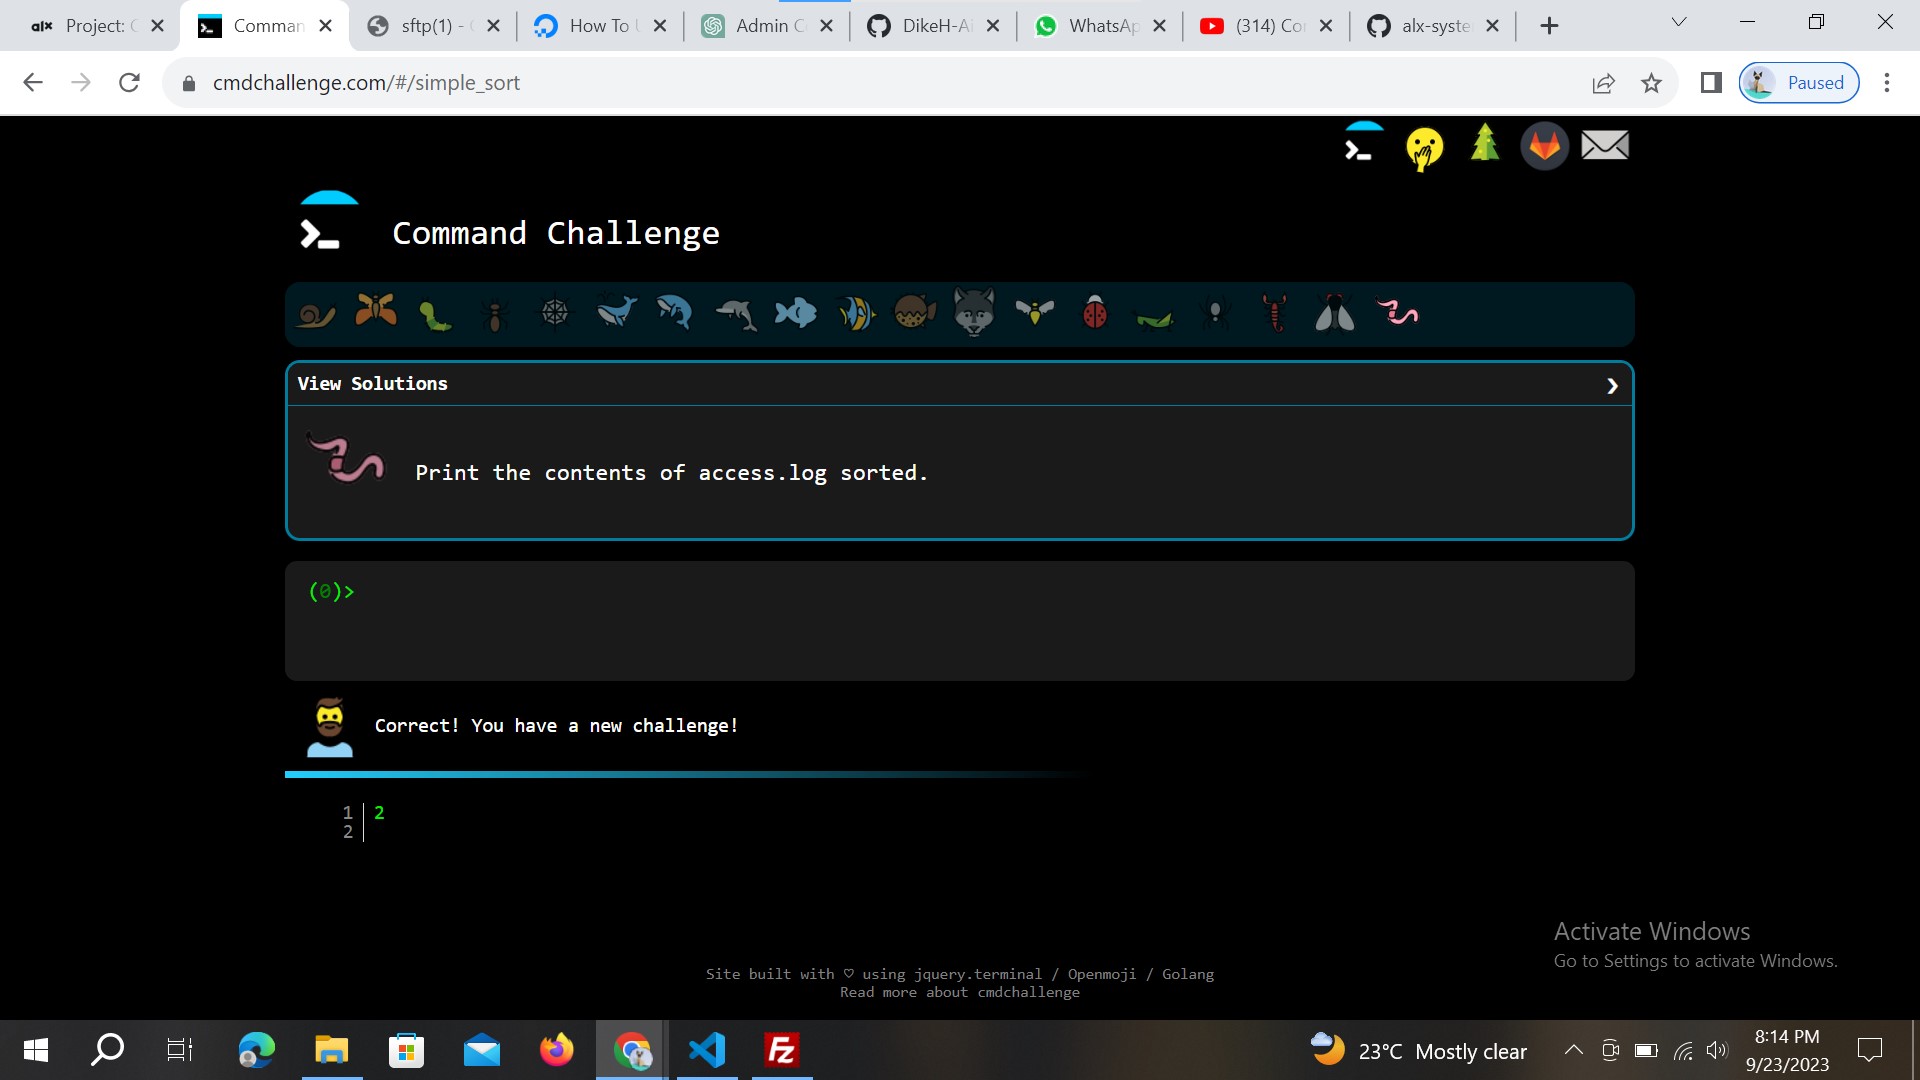 alx Project: C
Comman
sftp(1) - C
How To U
Admin C
DikeH-Ai
WhatsAp
(314) Co
alx-syste
cmdchallenge.com/#/simple_sort
Paused
Command Challenge
View Solutions
Print the contents of access.log sorted.
(0)>
Correct! You have a new challenge!
1 2
2
Activate Windows
Go to Settings to activate Windows.
Site built with ♡ using jquery.terminal / Openmoji / Golang
Read more about cmdchallenge
Fz
23°C Mostly clear
8:14 PM
9/23/2023